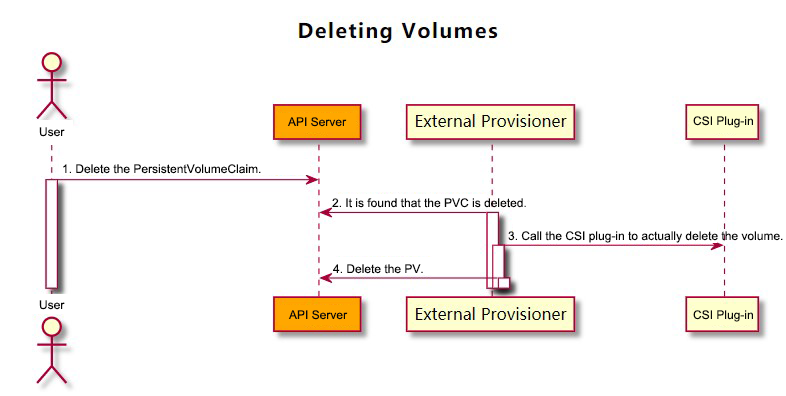 Deleting Volumes
User
API Server
External Provisioner
CSI Plug-in
1. Delete the PersistentVolumeClaim.
2. It is found that the PVC is deleted.
3. Call the CSI plug-in to actually delete the volume.
4. Delete the PV.
User
API Server
External Provisioner
CSI Plug-in